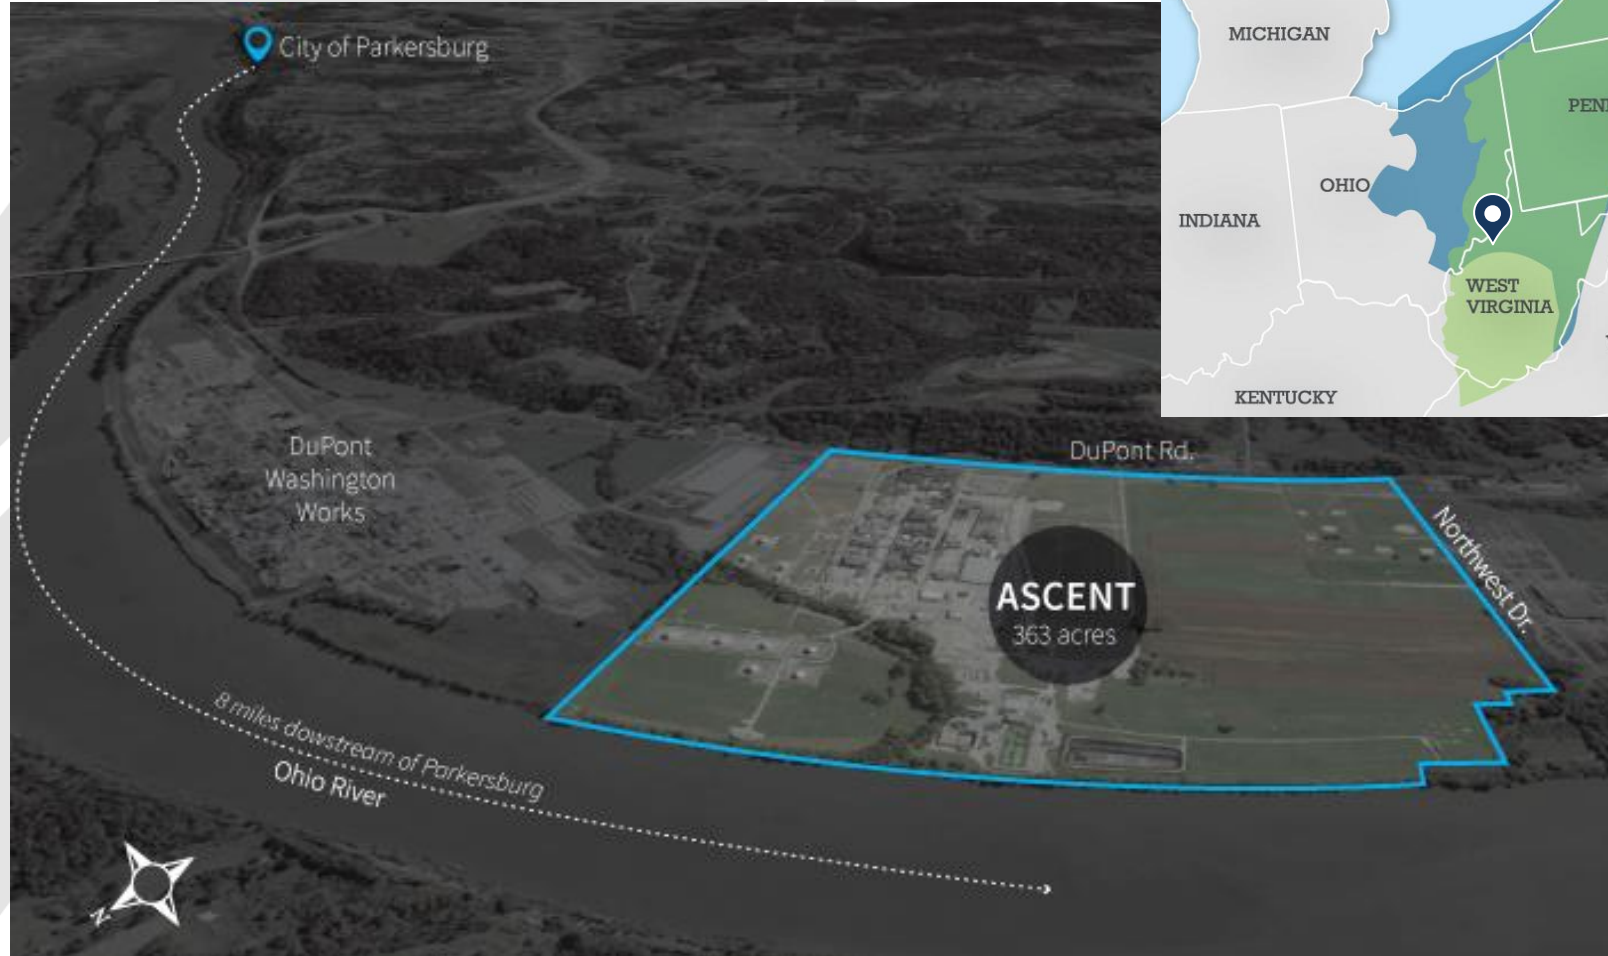 City of Parkersburg
MICHIGAN
PEN
OHIO
INDIANA
WEST
VIRGINIA
KENTUCKY
DuPont
Washington
Works
DuPont Rd.
Northwest Dr.
ASCENT
363 acres
8 miles dowstream of Parkersburg
Ohio River
N